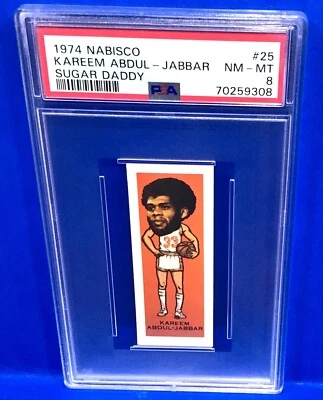 1974 NABISCO #25
KAREEM ABDUL-JABBAR NM-MT
SUGAR DADDY 8
PSA 70259308
33
KAREEM
ABDUL-JABBAR